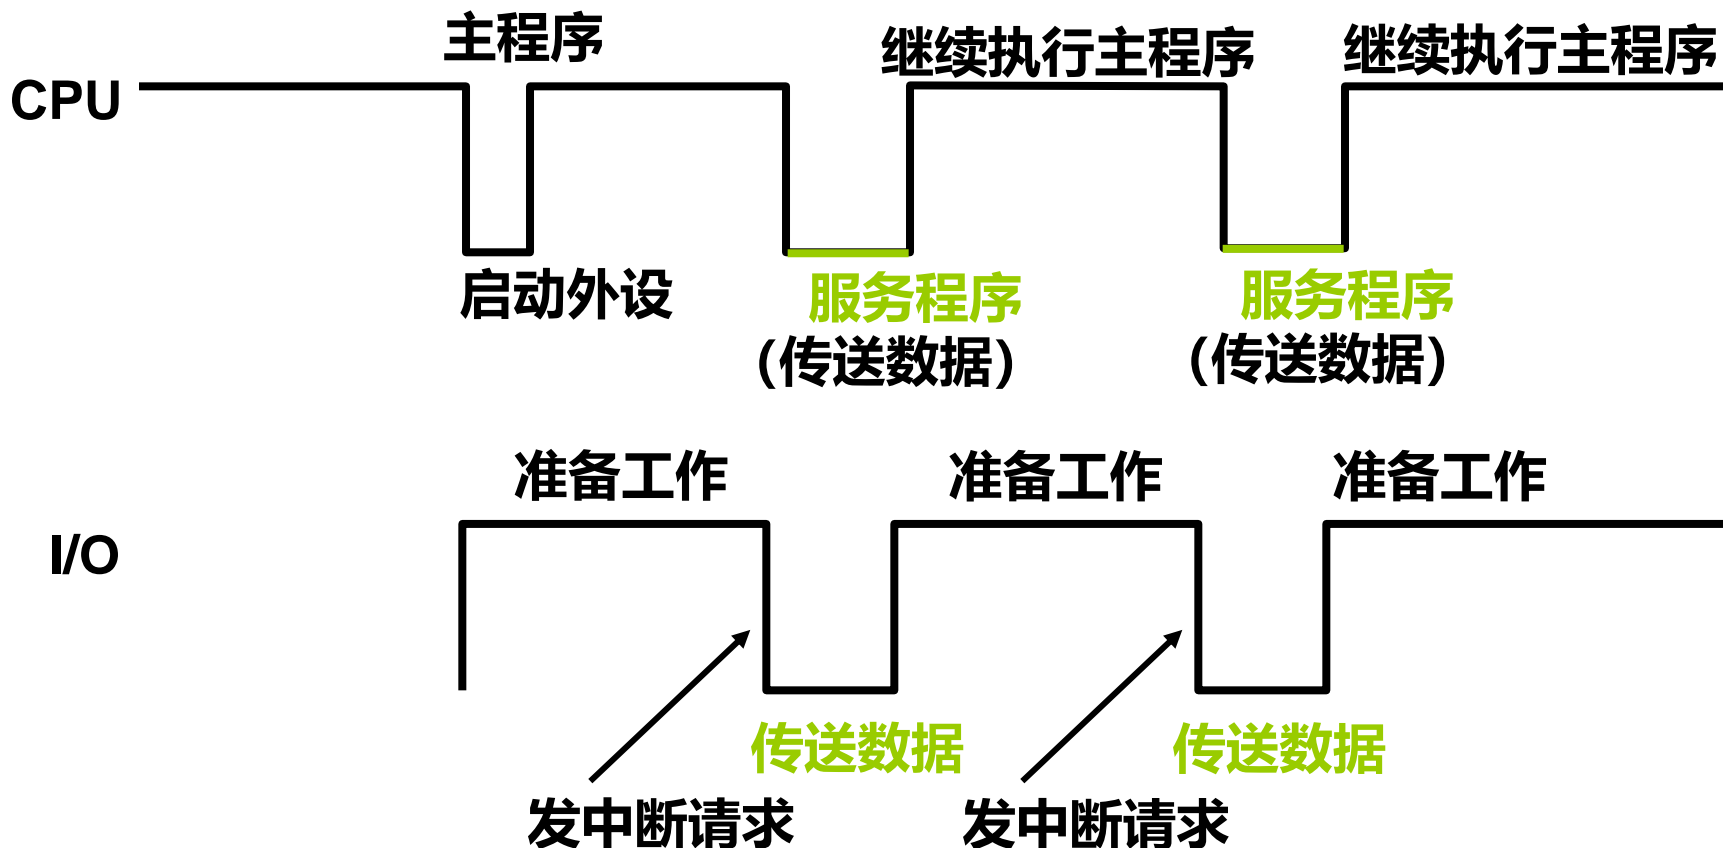 主程序
继续执行主程序
继续执行主程序
CPU
启动外设
服务程序
(传送数据)
服务程序
(传送数据)
准备工作
准备工作
准备工作
I/O
传送数据
传送数据
发中断请求
发中断请求